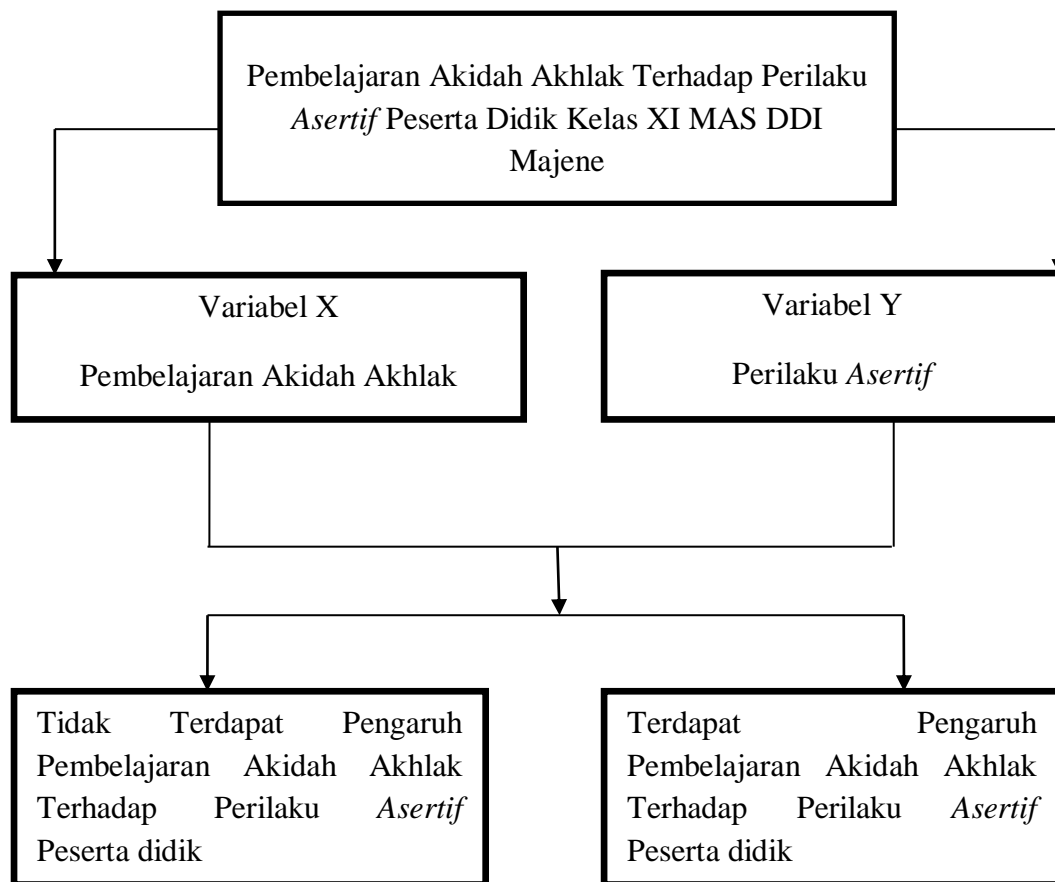 Pembelajaran Akidah Akhlak Terhadap Perilaku
Asertif Peserta Didik Kelas XI MAS DDI
Majene
Variabel X
Pembelajaran Akidah Akhlak
Variabel Y
Perilaku Asertif
Tidak Terdapat Pengaruh
Pembelajaran Akidah Akhlak
Terhadap Perilaku Asertif
Peserta didik
Terdapat Pengaruh
Pembelajaran Akidah Akhlak
Terhadap Perilaku Asertif
Peserta didik